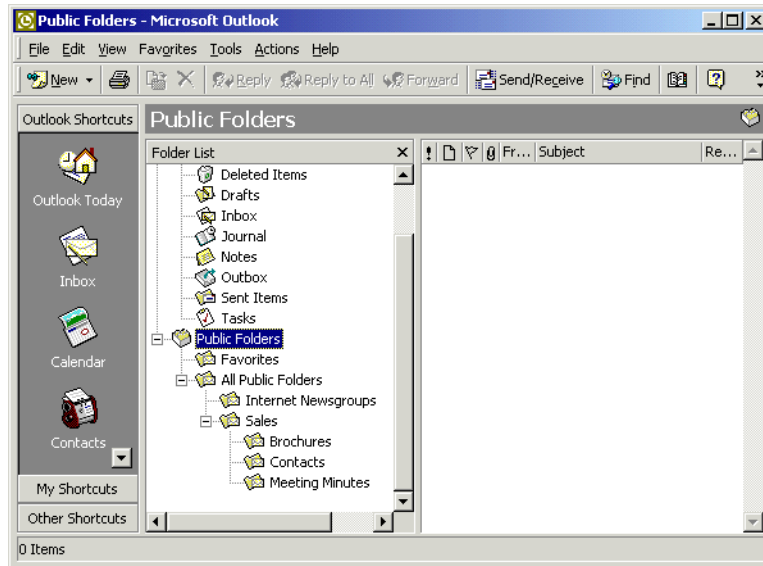 Public Folders - Microsoft Outlook
File Edit View Favorites Tools Actions Help
New Reply Reply to All Forward Send/Receive Find
Outlook Shortcuts
Public Folders
Outlook Today
Inbox
Calendar
Contacts
My Shortcuts
Other Shortcuts
Folder List
Deleted Items
Drafts
Inbox
Journal
Notes
Outbox
Sent Items
Tasks
Public Folders
Favorites
All Public Folders
Internet Newsgroups
Sales
Brochures
Contacts
Meeting Minutes
Fr... Subject Re...
0 Items